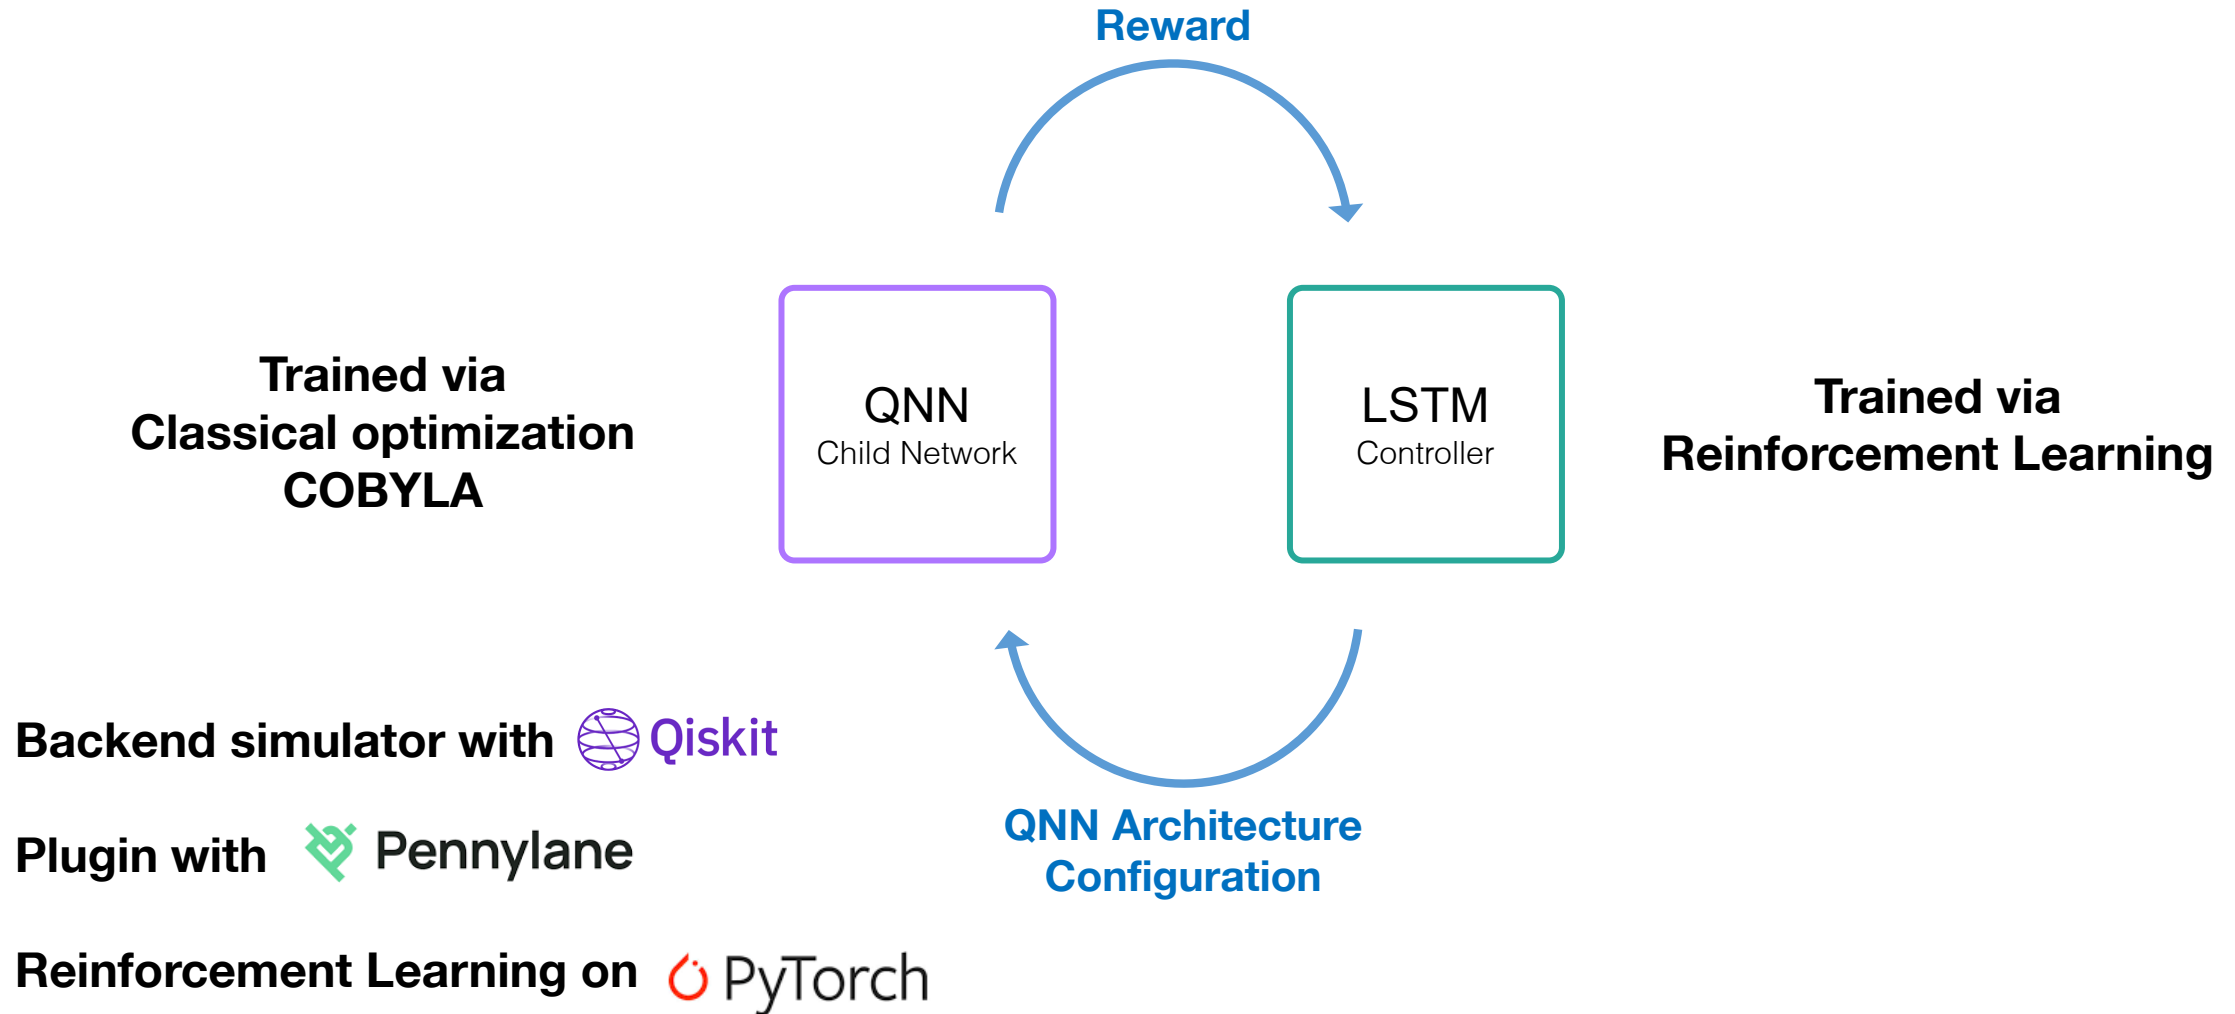 Reward
Trained via
Classical optimization
COBYLA
QNN
Child Network
LSTM
Controller
Trained via
Reinforcement Learning
Backend simulator with Qiskit
Plugin with Pennylane
Reinforcement Learning on PyTorch
QNN Architecture
Configuration